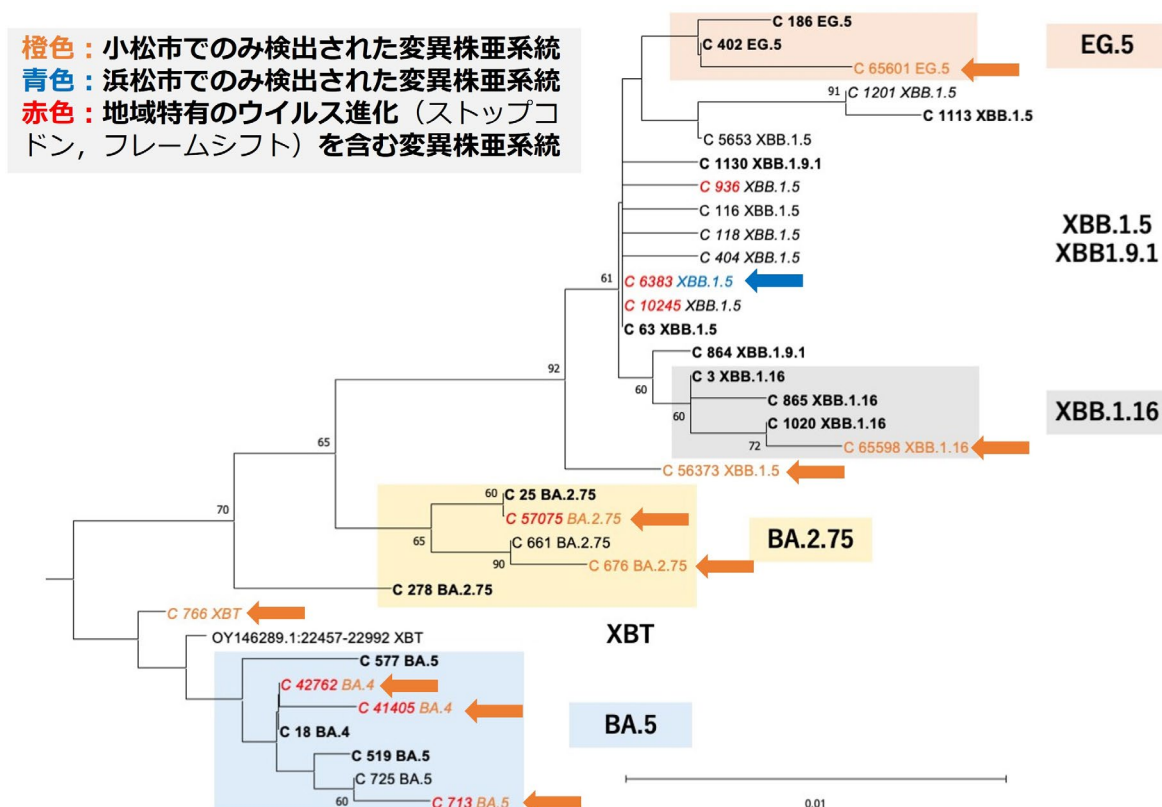 橙色：小松市でのみ検出された変異株亜系統
青色：浜松市でのみ検出された変異株亜系統
赤色：地域特有のウイルス進化（ストップコ
ドン，フレームシフト）を含む変異株亜系統
C 186 EG.5
C 402 EG.5
C 65601 EG.5
EG.5
91
C 1201 XBB.1.5
C 1113 XBB.1.5
C 5653 XBB.1.5
C 1130 XBB.1.9.1
C 936 XBB.1.5
C 116 XBB.1.5
C 118 XBB.1.5
C 404 XBB.1.5
XBB.1.5
XBB1.9.1
61
C 6383 XBB.1.5
C 10245 XBB.1.5
C 63 XBB.1.5
C 864 XBB.1.9.1
92
60
C 3 XBB.1.16
C 865 XBB.1.16
60
C 1020 XBB.1.16
72
C 65598 XBB.1.16
XBB.1.16
65
C 56373 XBB.1.5
60
C 25 BA.2.75
C 57075 BA.2.75
70
65
C 661 BA.2.75
90
C 676 BA.2.75
BA.2.75
C 278 BA.2.75
C 766 XBT
OY146289.1:22457-22992 XBT
XBT
C 577 BA.5
C 42762 BA.4
C 41405 BA.4
C 18 BA.4
BA.5
C 519 BA.5
C 725 BA.5
60
C 713 BA.5
0.01